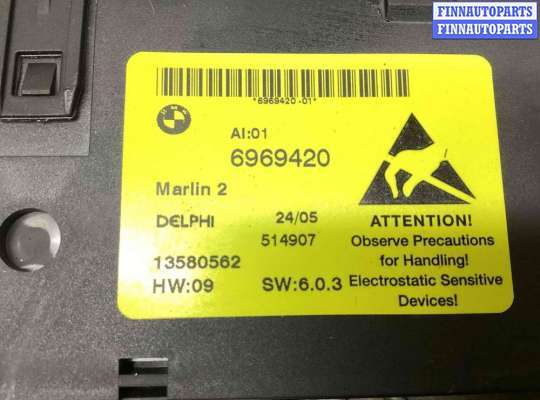 FINNAUTOPARTS
FINNAUTOPARTS
*6969420-01*
BMW
AI:01
6969420
Marlin 2
DELPHI
24/05
514907
13580562
HW:09
SW:6.0.3
ATTENTION!
Observe Precautions
for Handling!
Electrostatic Sensitive
Devices!